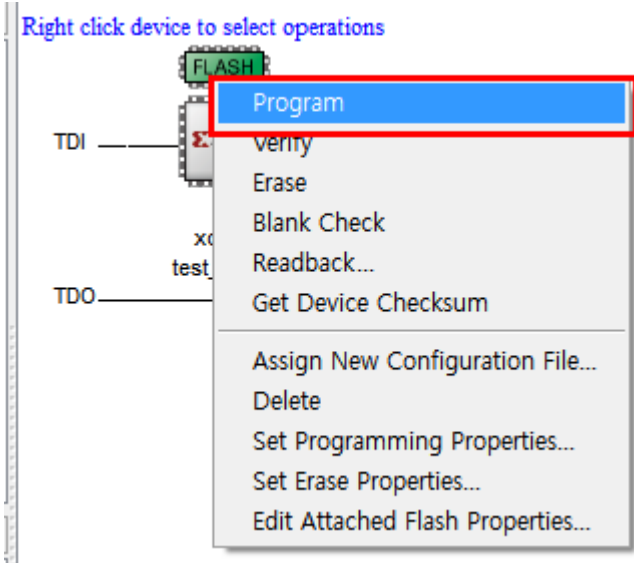 Right click device to select operations
FLASH
Program
TDI
Verify
Erase
Blank Check
Readback...
test_
TDO
Get Device Checksum
Assign New Configuration File...
Delete
Set Programming Properties...
Set Erase Properties...
Edit Attached Flash Properties...